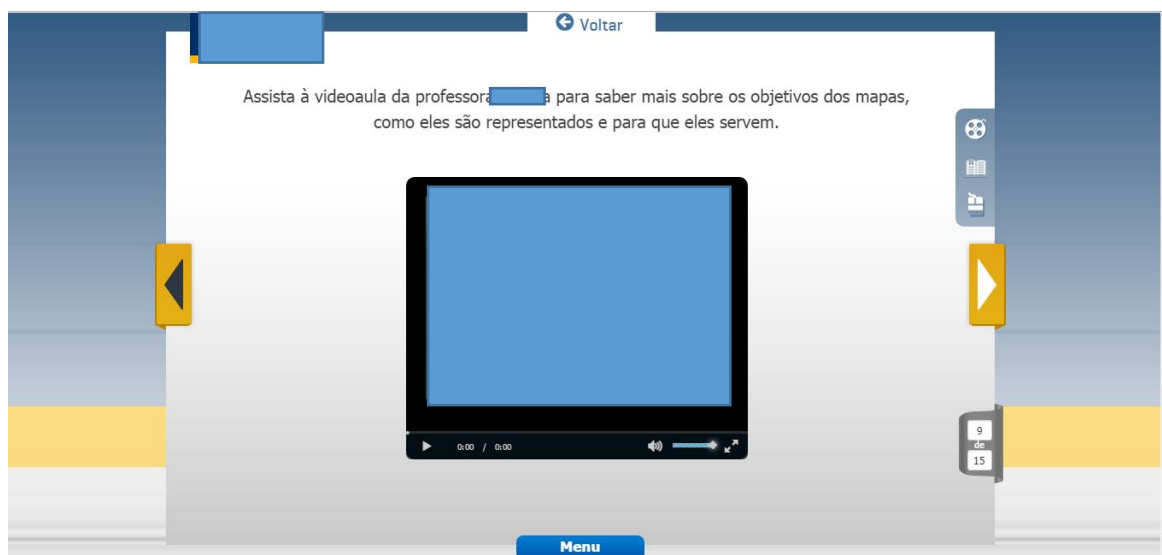 Voltar
Assista à videoaula da professora para saber mais sobre os objetivos dos mapas,
como eles são representados e para que eles servem.
0:00 / 0:00
9
de
15
Menu